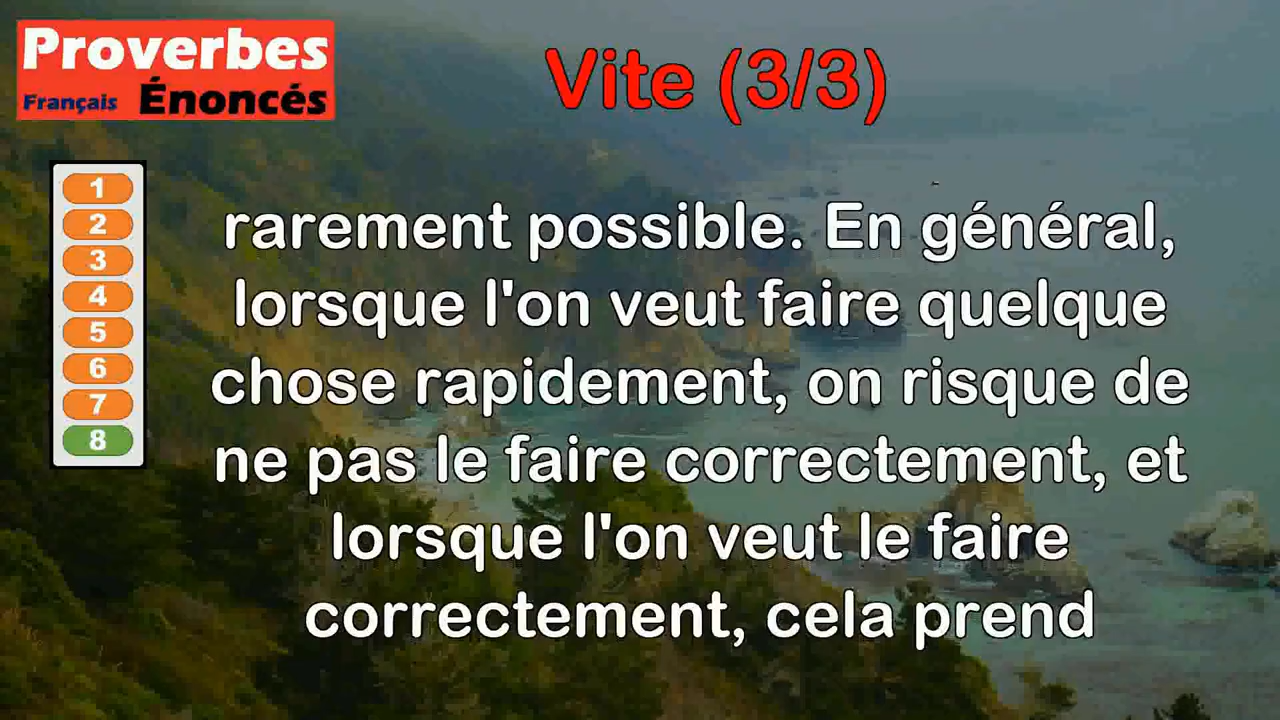 Proverbes
Français Énoncés
Vite (3/3)
1
2
3
4
5
6
7
8
rarement possible. En général,
lorsque l'on veut faire quelque
chose rapidement, on risque de
ne pas le faire correctement, et
lorsque l'on veut le faire
correctement, cela prend